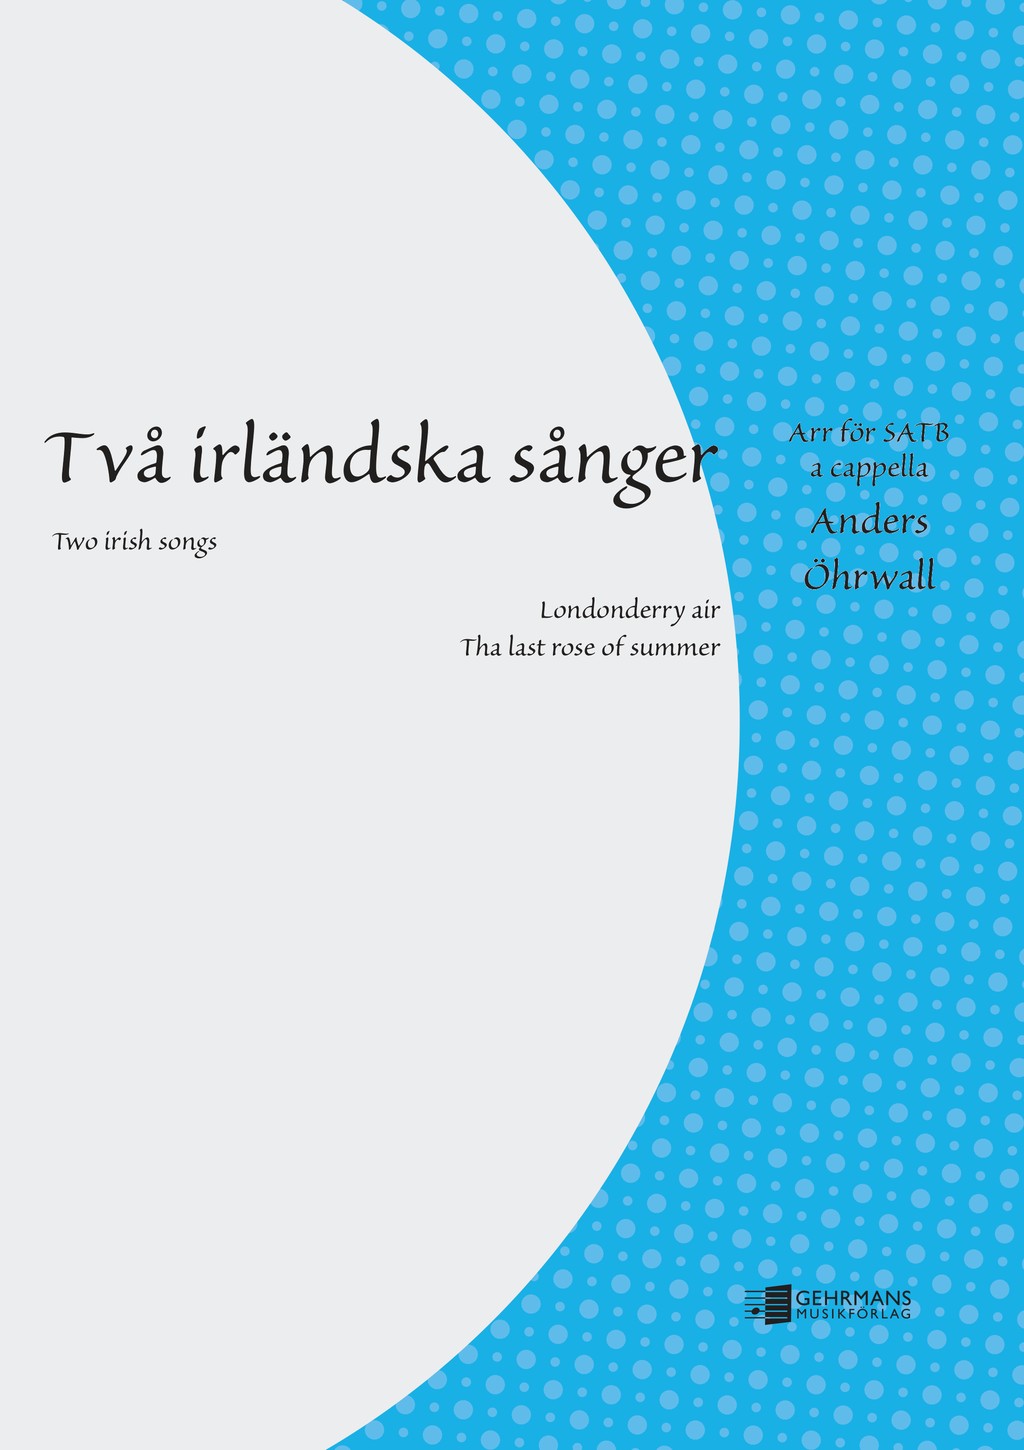 Två irländska sånger
Two irish songs
Londonderry air
Tha last rose of summer
Arr för SATB
a cappella
Anders
Öhrwall
GEHRMANS
MUSIKFÖRLAG